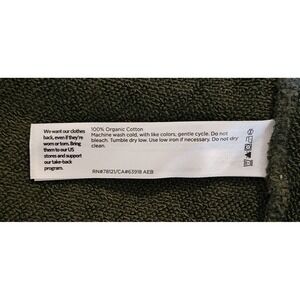 We want our clothes
back, even if they're
worn or torn. Bring
them to our US
stores and support
our take-back
program.
100% Organic Cotton
Machine wash cold, with like colors, gentle cycle. Do not
bleach. Tumble dry low. Use low iron if necessary. Do not dry
clean.
RN#78121/CA#63918 AEB